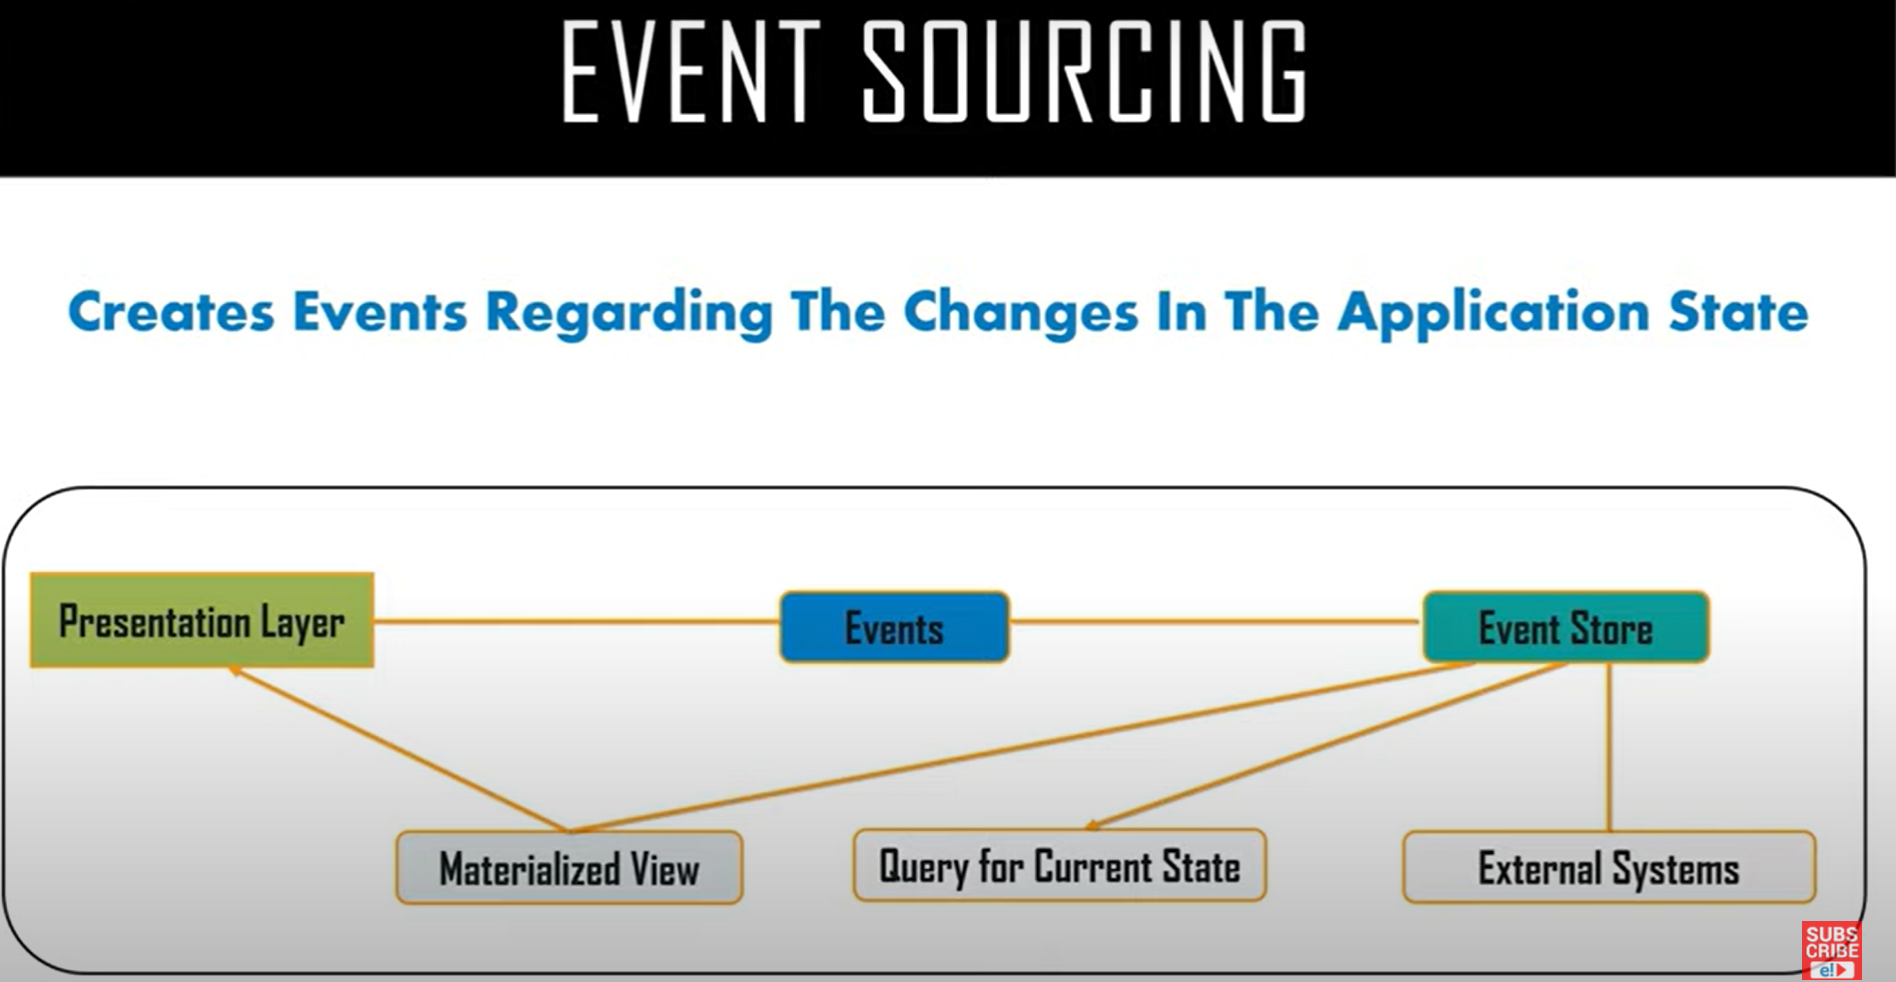 EVENT SOURCING
Creates Events Regarding The Changes In The Application State
Presentation Layer
Events
Event Store
Materialized View
Query for Current State
External Systems
SUBS
CRIBE
e!